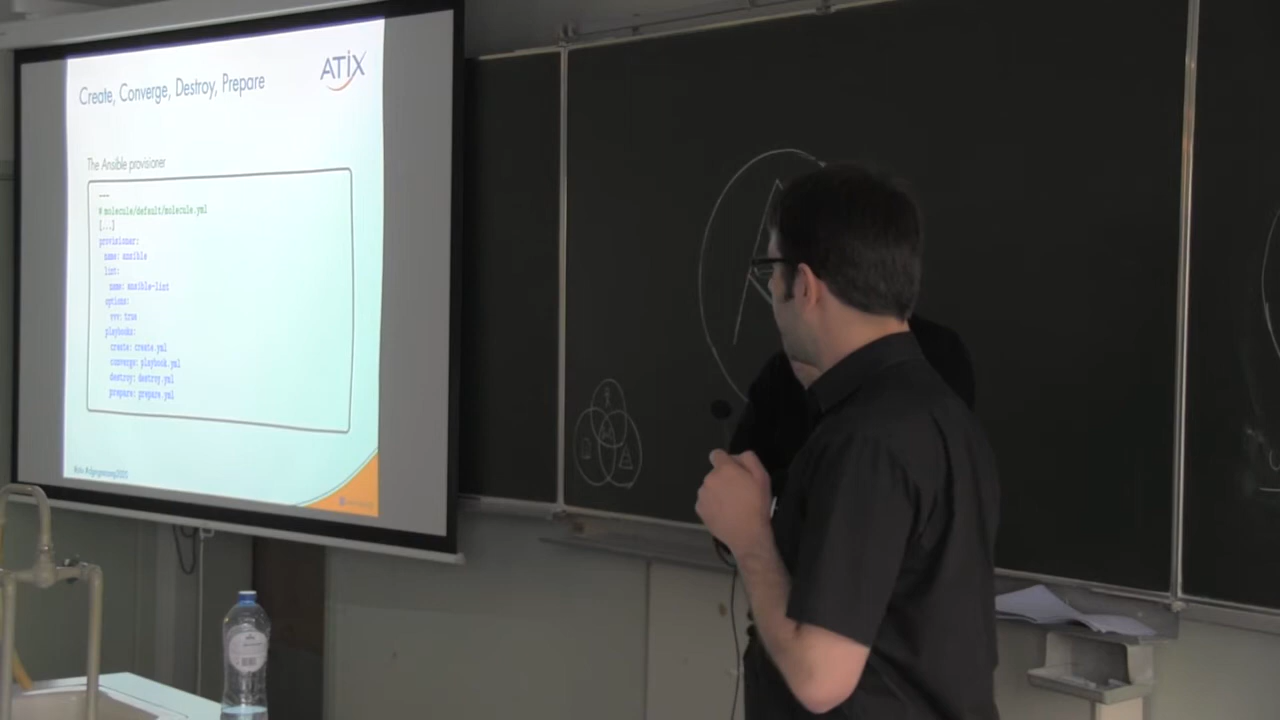 ATIX
Create, Converge, Destroy, Prepare
The Ansible provisioner
---
# molecule/default/molecule.yml
[...]
provisioner:
name: ansible
lint:
name: ansible-lint
options:
vvv: true
playbooks:
create: create.yml
converge: playbook.yml
destroy: destroy.yml
prepare: prepare.yml
A